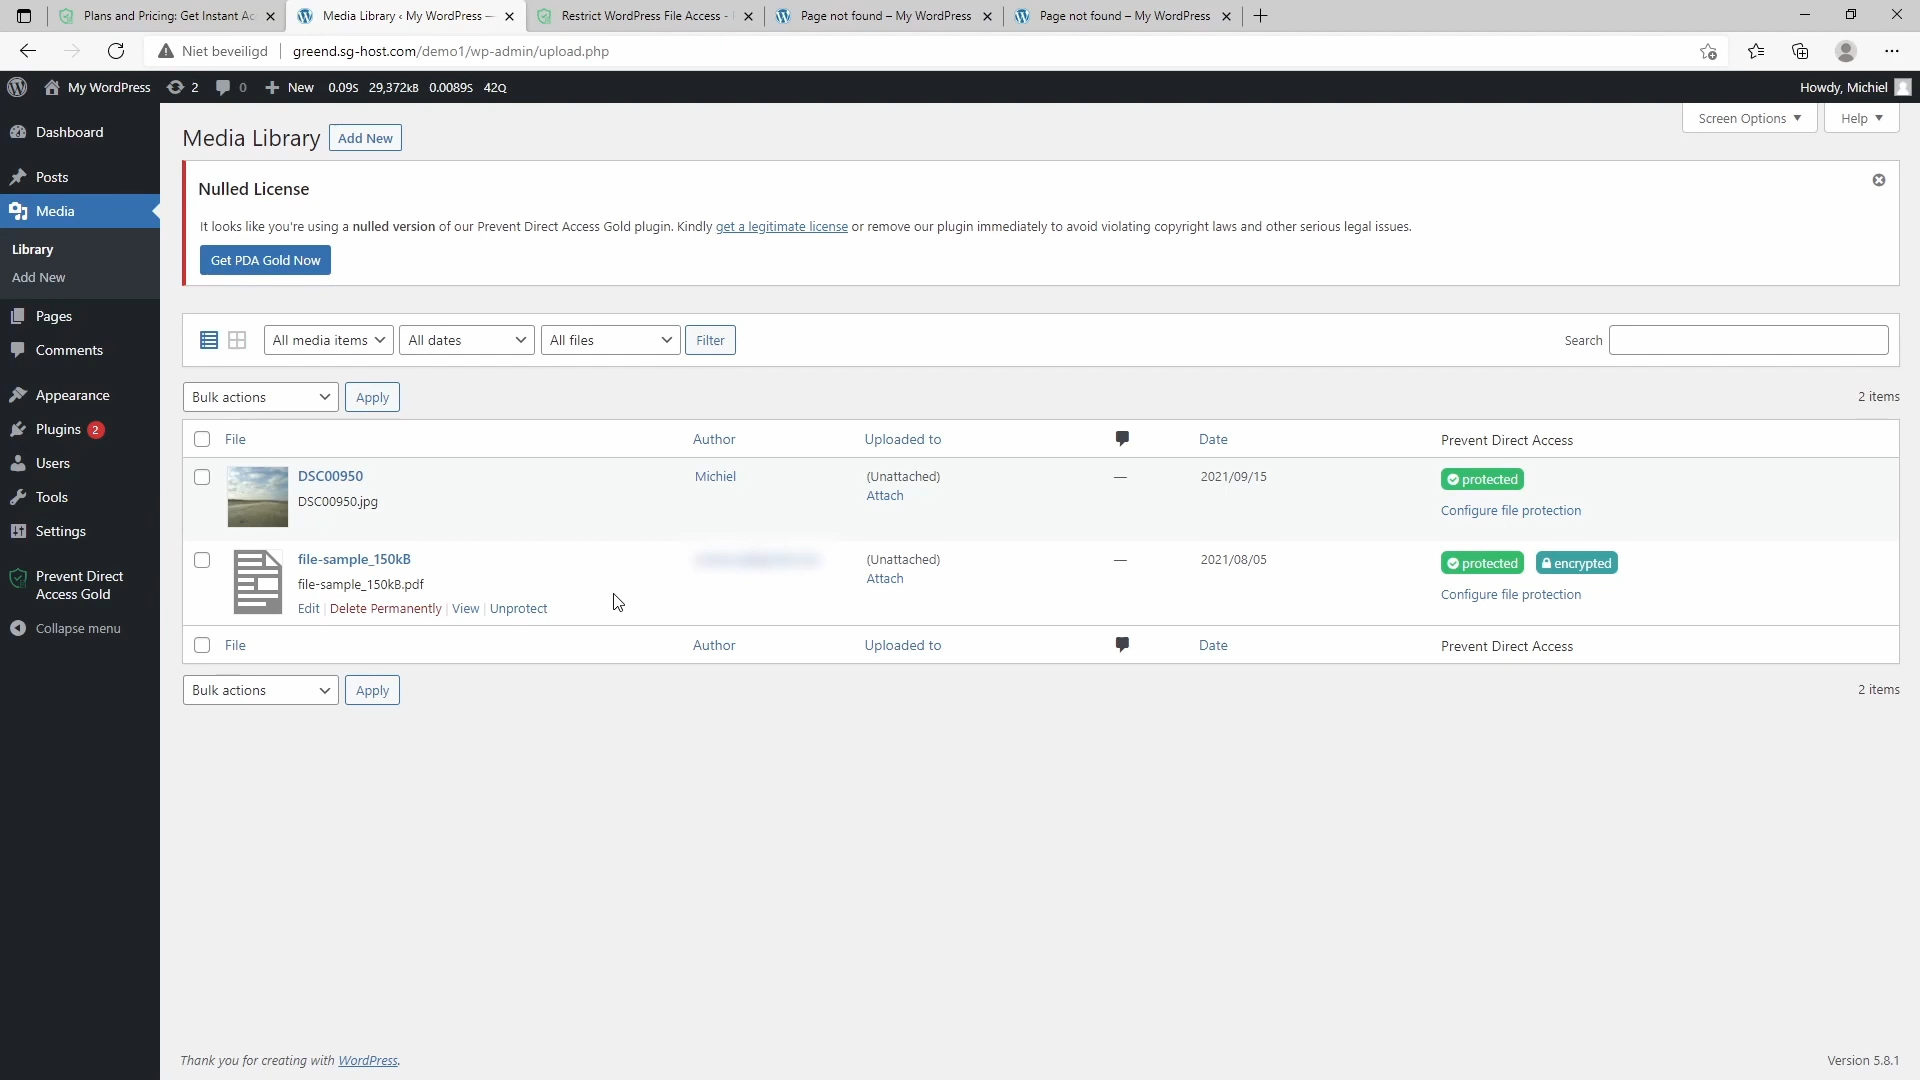 Plans and Pricing: Get Instant Ac
Media Library ‹ My WordPress —
Restrict WordPress File Access -
Page not found – My WordPress
Page not found – My WordPress
Niet beveiligd
greend.sg-host.com/demo1/wp-admin/upload.php
My WordPress 2 0 New 0.09S 29,372kB 0.0089S 42Q
Howdy, Michiel
Dashboard
Posts
Media
Library
Add New
Pages
Comments
Appearance
Plugins 2
Users
Tools
Settings
Prevent Direct
Access Gold
Collapse menu
Screen Options
Help
Media Library Add New
Nulled License
It looks like you're using a nulled version of our Prevent Direct Access Gold plugin. Kindly get a legitimate license or remove our plugin immediately to avoid violating copyright laws and other serious legal issues.
Get PDA Gold Now
All media items All dates All files Filter Search
Bulk actions Apply 2 items
File Author Uploaded to Date Prevent Direct Access
DSC00950 Michiel (Unattached) — 2021/09/15 protected
DSC00950.jpg Attach Configure file protection
file-sample_150kB (Unattached) — 2021/08/05 protected encrypted
file-sample_150kB.pdf Attach Configure file protection
Edit | Delete Permanently | View | Unprotect
File Author Uploaded to Date Prevent Direct Access
Bulk actions Apply 2 items
Thank you for creating with WordPress.
Version 5.8.1